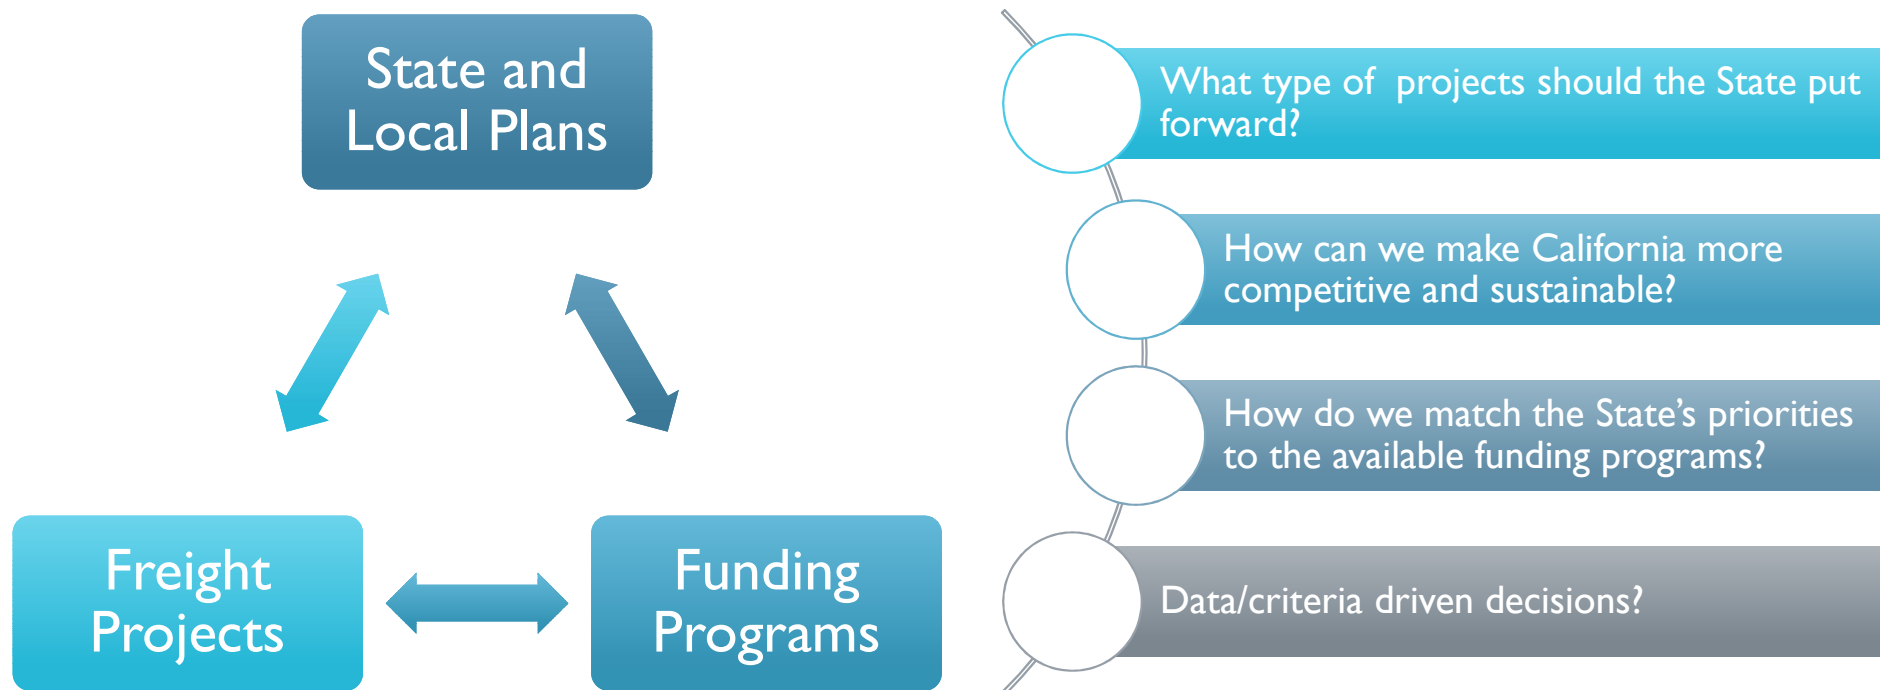 State and
Local Plans
Freight
Projects
Funding
Programs
What type of  projects should the State put
forward?
How can we make California more
competitive and sustainable?
How do we match the State’s priorities
to the available funding programs?
Data/criteria driven decisions?